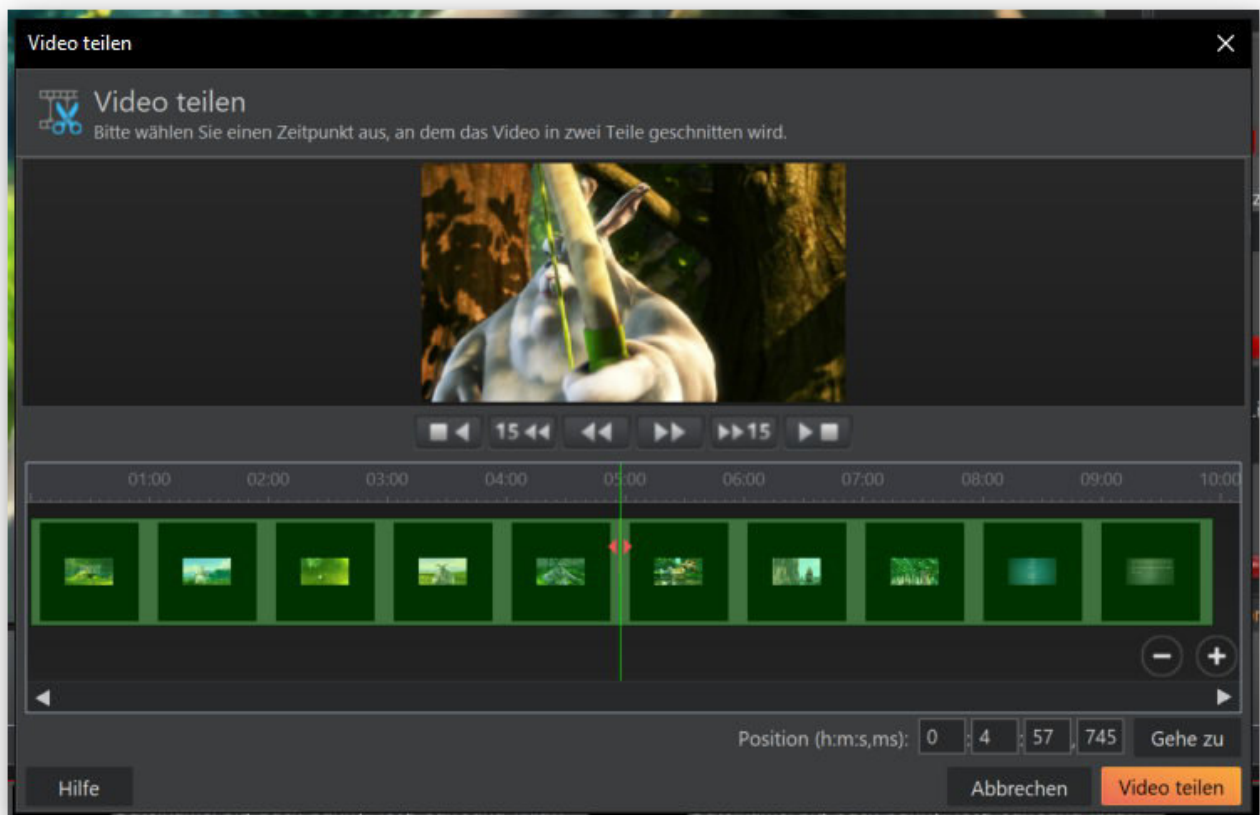 Video teilen
Video teilen
Bitte wählen Sie einen Zeitpunkt aus, an dem das Video in zwei Teile geschnitten wird.
15
15
01:00 02:00 03:00 04:00 05:00 06:00 07:00 08:00 09:00 10:00
Position (h:m:s,ms): 0 : 4 : 57 , 745 Gehe zu
Hilfe Abbrechen Video teilen